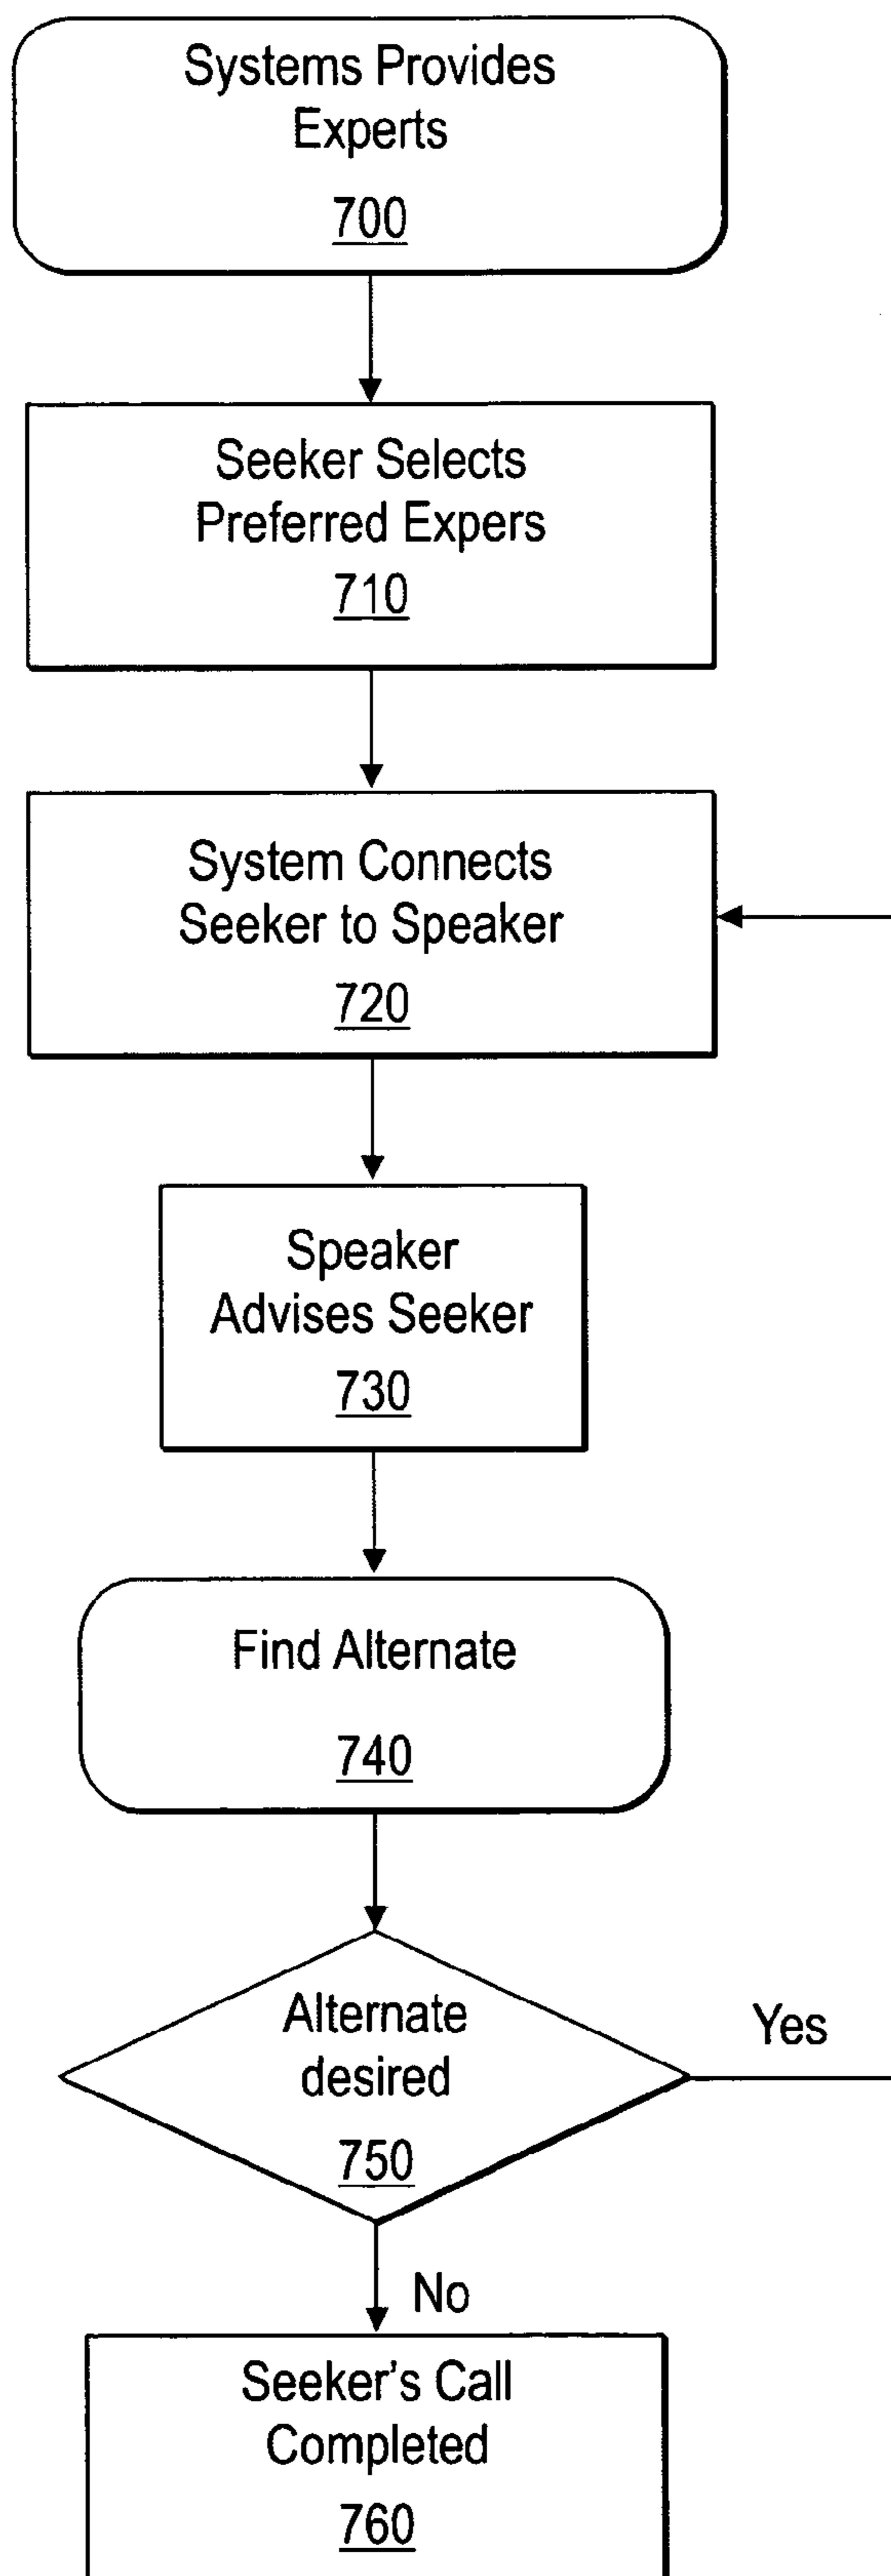 Systems Provides
Experts
700
Seeker Selects
Preferred Expers
710
System Connects
Seeker to Speaker
720
Speaker
Advises Seeker
730
Find Alternate
740
Alternate
desired
750
Yes
No
Seeker's Call
Completed
760